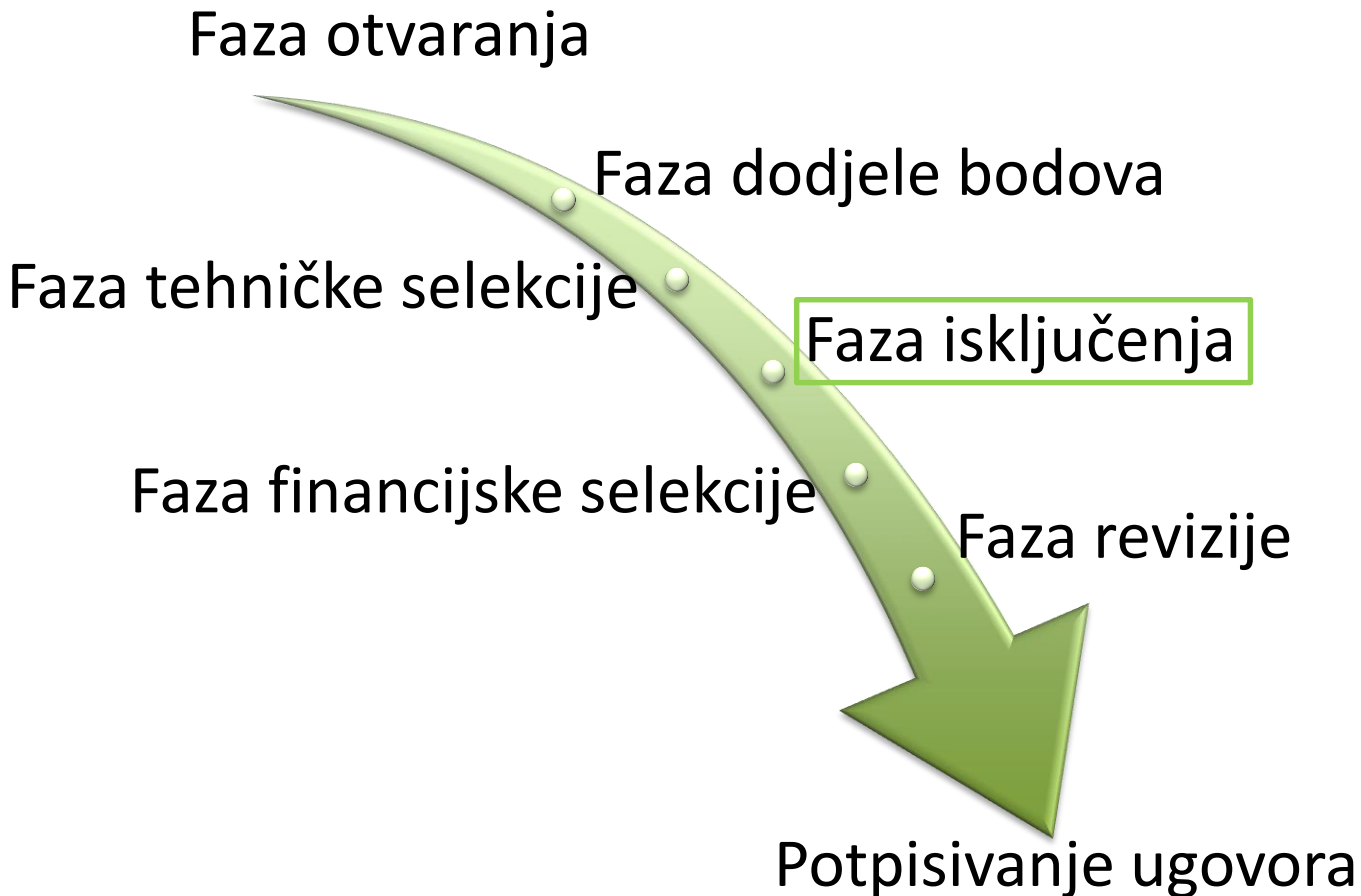 Faza otvaranja
Faza dodjele bodova
Faza tehničke selekcije
Faza isključenja
Faza financijske selekcije
Faza revizije
Potpisivanje ugovora